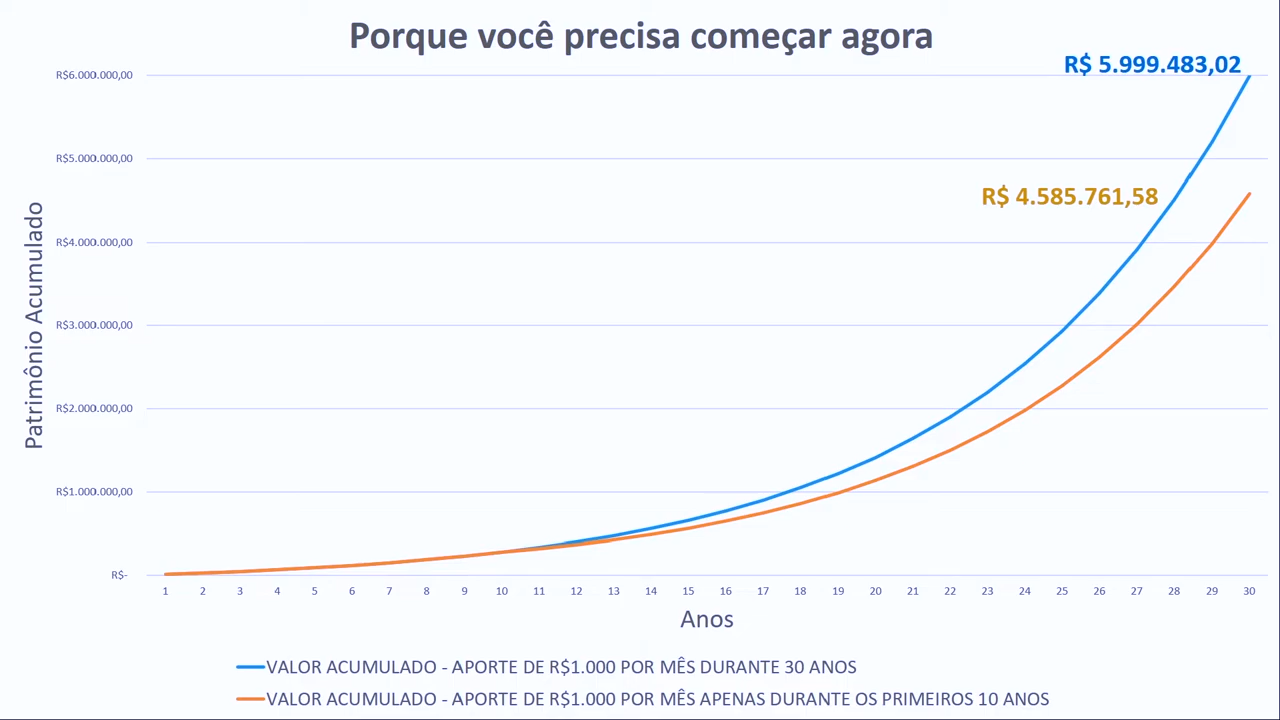 Porque você precisa começar agora
R$ 5.999.483,02
R$6.000.000,00
R$5.000.000,00
R$ 4.585.761,58
R$4.000.000,00
R$3.000.000,00
R$2.000.000,00
R$1.000.000,00
R$-
Patrimônio Acumulado
1 2 3 4 5 6 7 8 9 10 11 12 13 14 15 16 17 18 19 20 21 22 23 24 25 26 27 28 29 30
Anos
VALOR ACUMULADO - APORTE DE R$1.000 POR MÊS DURANTE 30 ANOS
VALOR ACUMULADO - APORTE DE R$1.000 POR MÊS APENAS DURANTE OS PRIMEIROS 10 ANOS